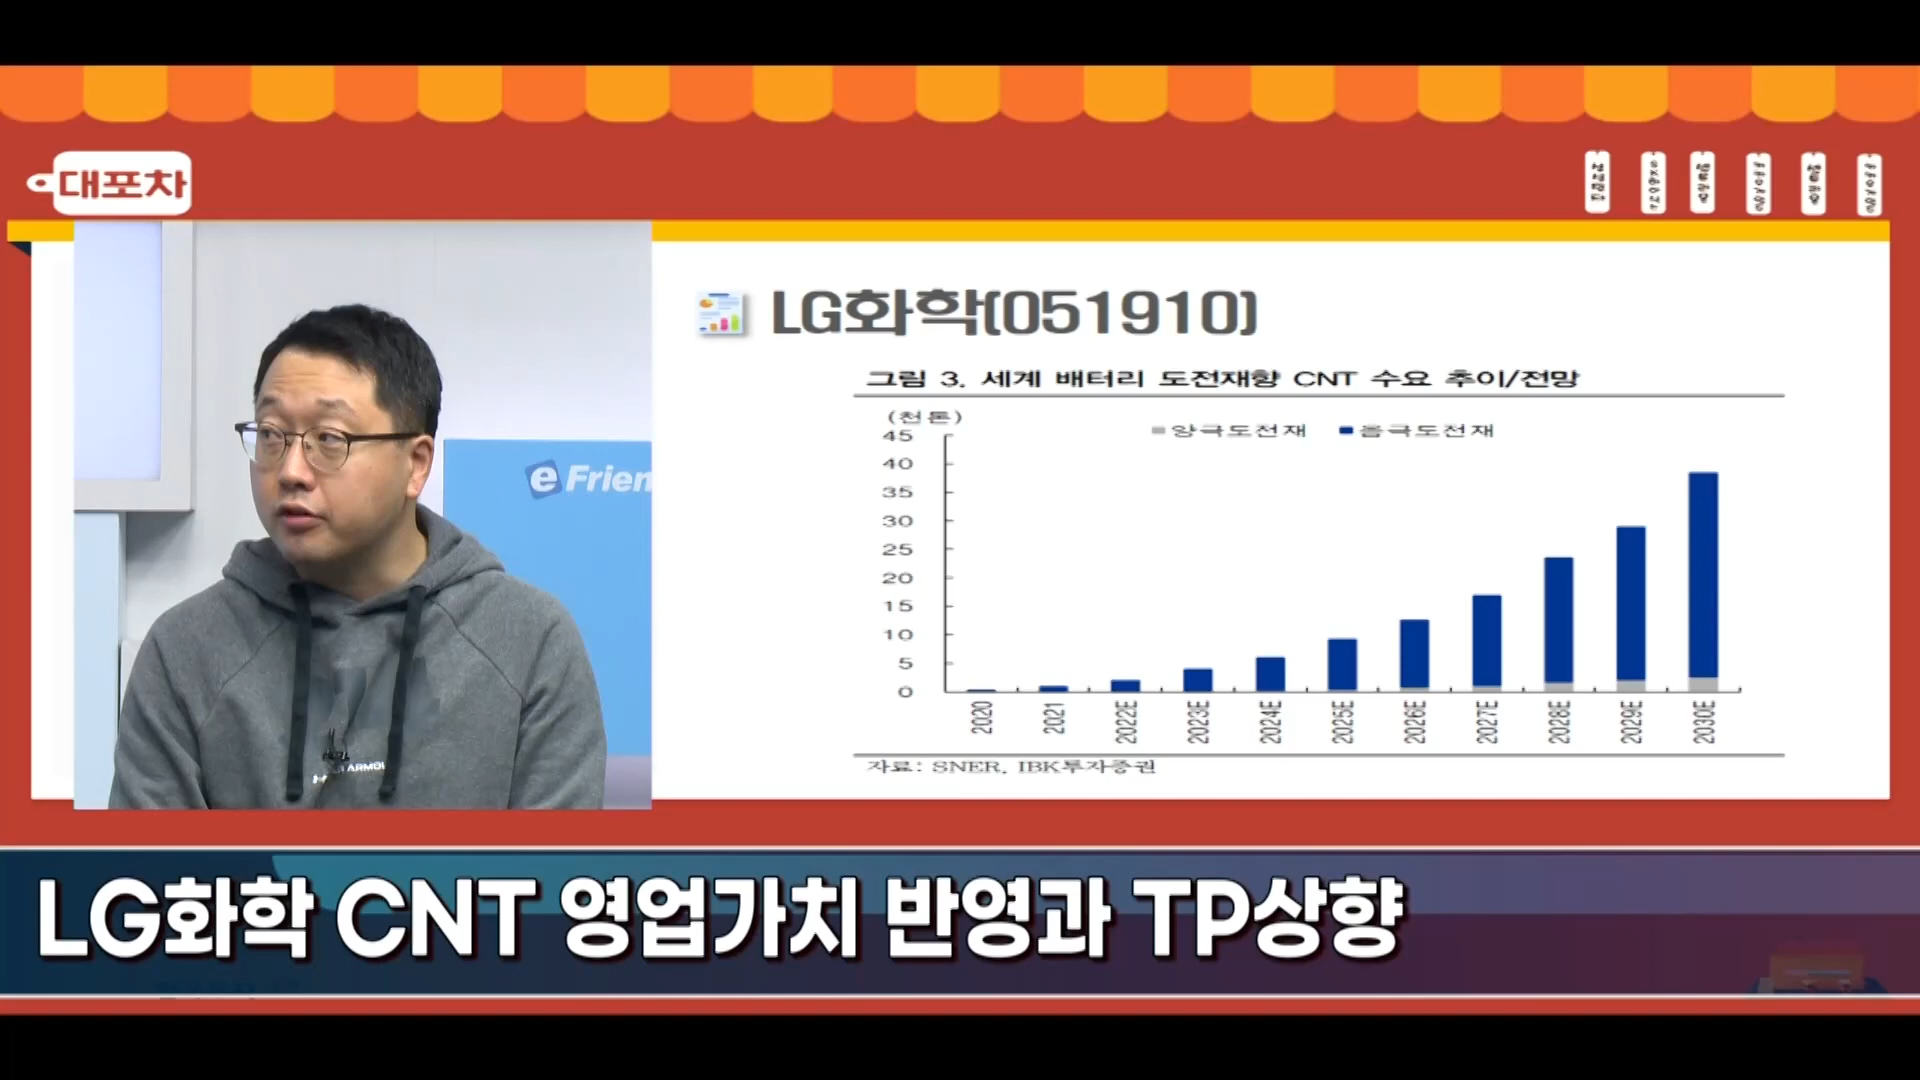 대포차
e Frien
LG화학(051910)
그림 3. 세계 배터리 도전재향 CNT 수요 추이/전망
(천톤)
양극도전재 음극도전재
45
40
35
30
25
20
15
10
5
0
2020 2021 2022E 2023E 2024E 2025E 2026E 2027E 2028E 2029E 2030E
자료: SNER, IBK투자증권
LG화학 CNT 영업가치 반영과 TP상향